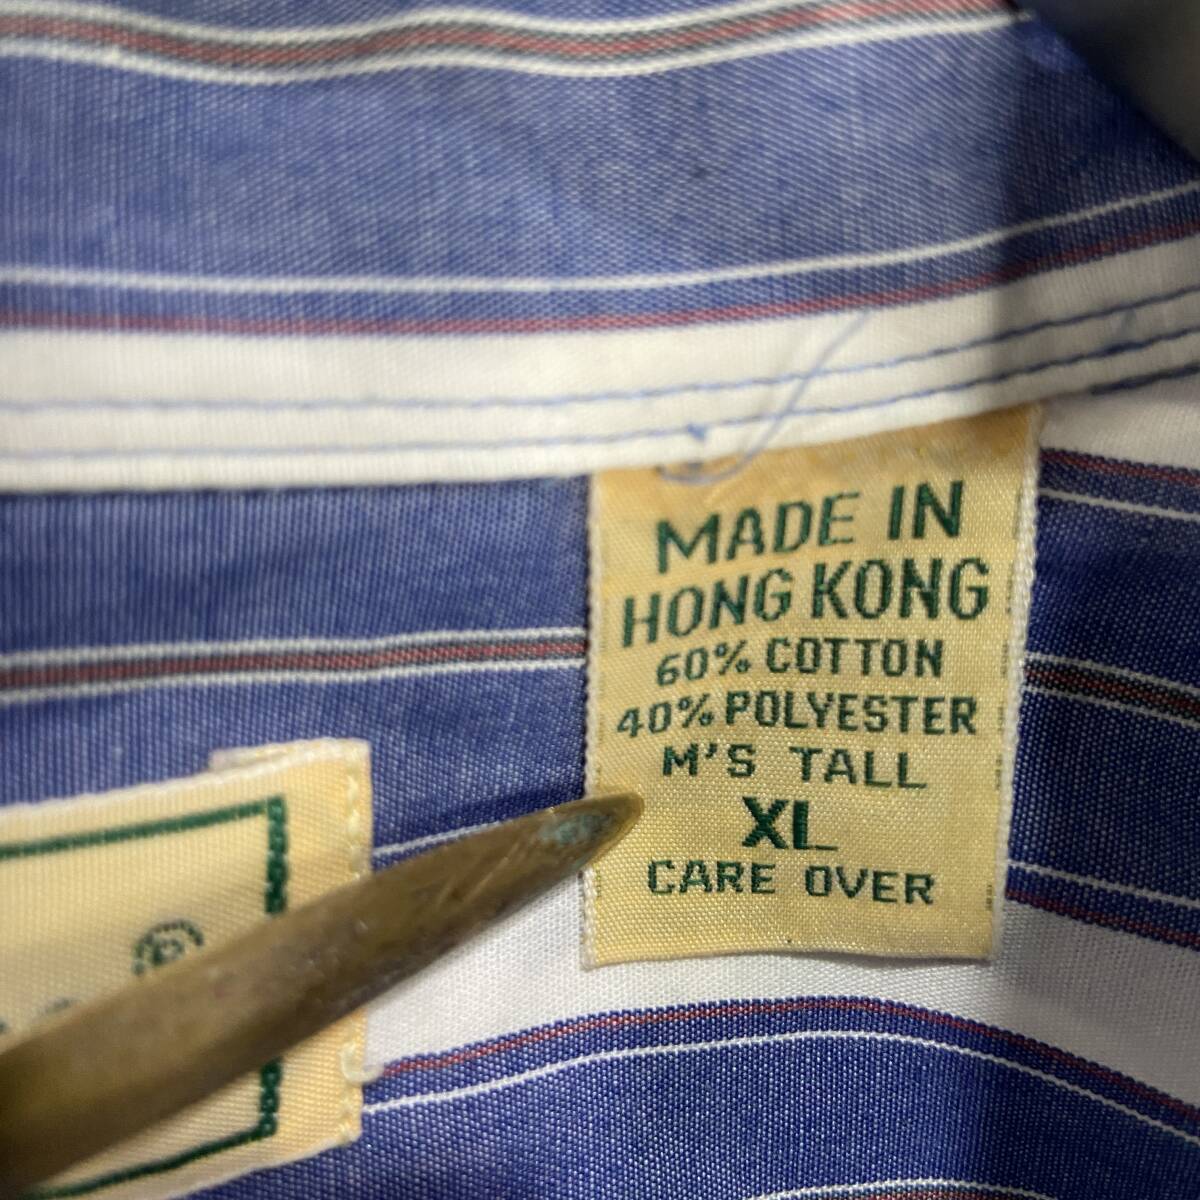 MADE IN
HONG KONG
60% COTTON
40% POLYESTER
M'S TALL
XL
CARE OVER
®